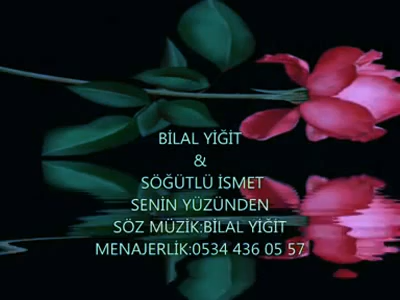 BİLAL YİĞİT
&
SÖĞÜTLÜ İSMET
SENİN YÜZÜNDEN
SÖZ MÜZİK:BİLAL YİĞİT
MENAJERLİK:0534 436 05 57